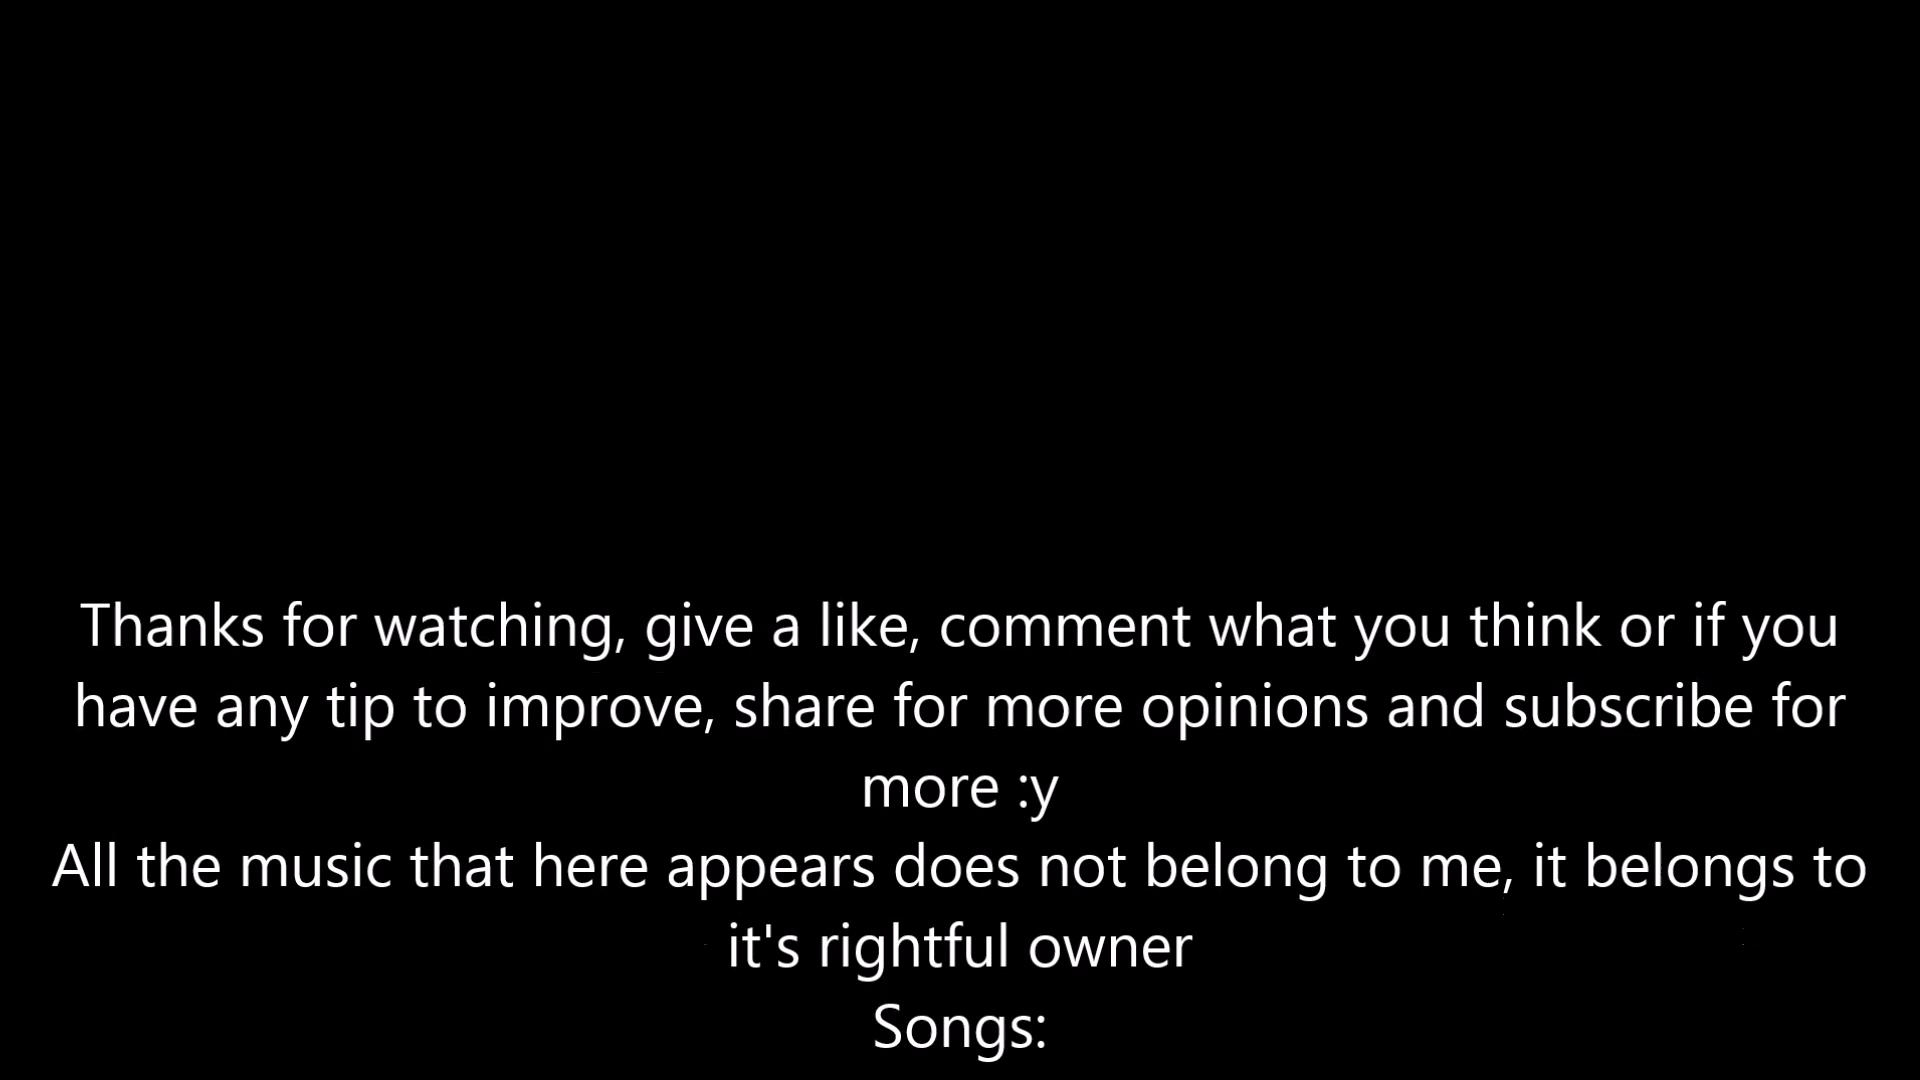 Thanks for watching, give a like, comment what you think or if you
have any tip to improve, share for more opinions and subscribe for
more :y
All the music that here appears does not belong to me, it belongs to
it's rightful owner
Songs: